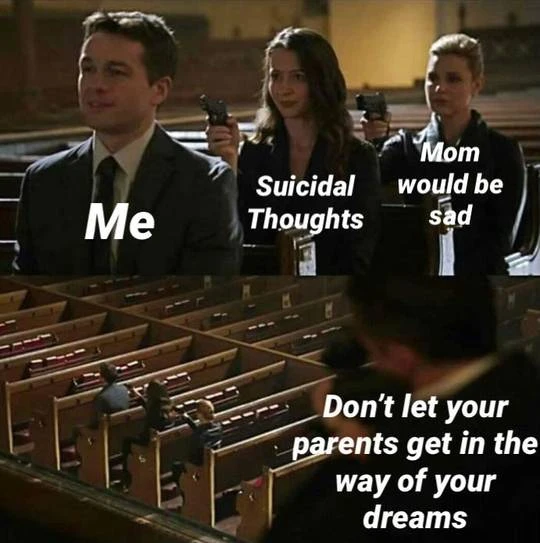 Me
Suicidal
Thoughts
Mom
would be
sad
Don't let your
parents get in the
way of your
dreams